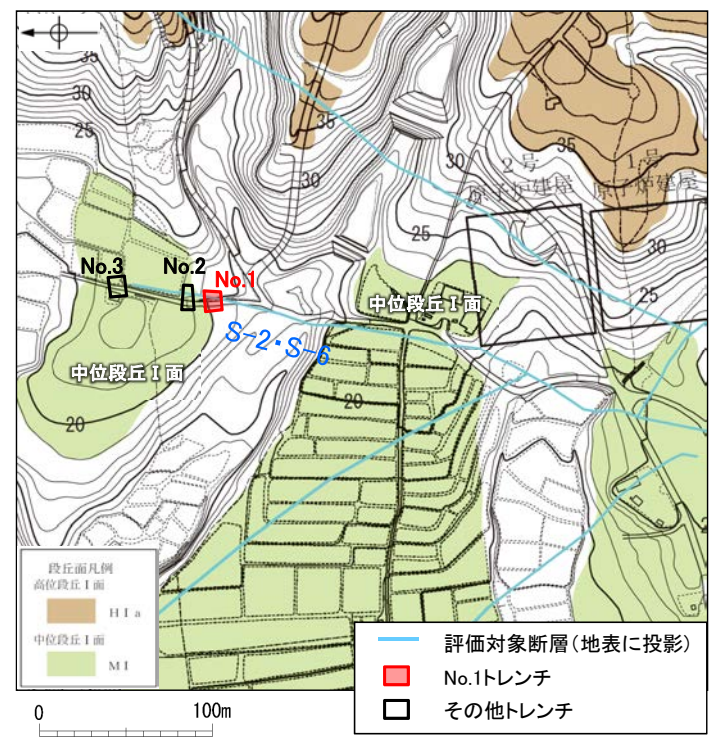 30
25
35
30
35
30
25
30
25
2号
原子炉建屋
1号
原子炉建屋
No.3
No.2
No.1
S-2・S-6
中位段丘Ⅰ面
中位段丘Ⅰ面
20
20
段丘面凡例
高位段丘Ⅰ面
HⅠa
中位段丘Ⅰ面
MⅠ
評価対象断層(地表に投影)
No.1トレンチ
その他トレンチ
0 100m